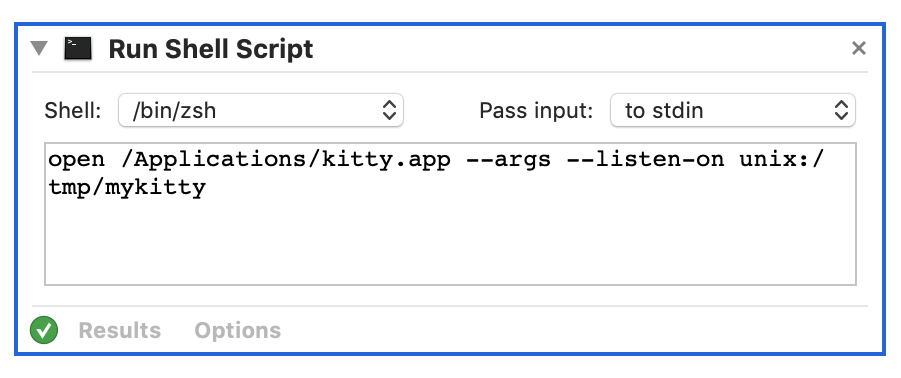 Run Shell Script
Shell: /bin/zsh Pass input: to stdin
open /Applications/kitty.app --args --listen-on unix:/
tmp/mykitty
Results Options